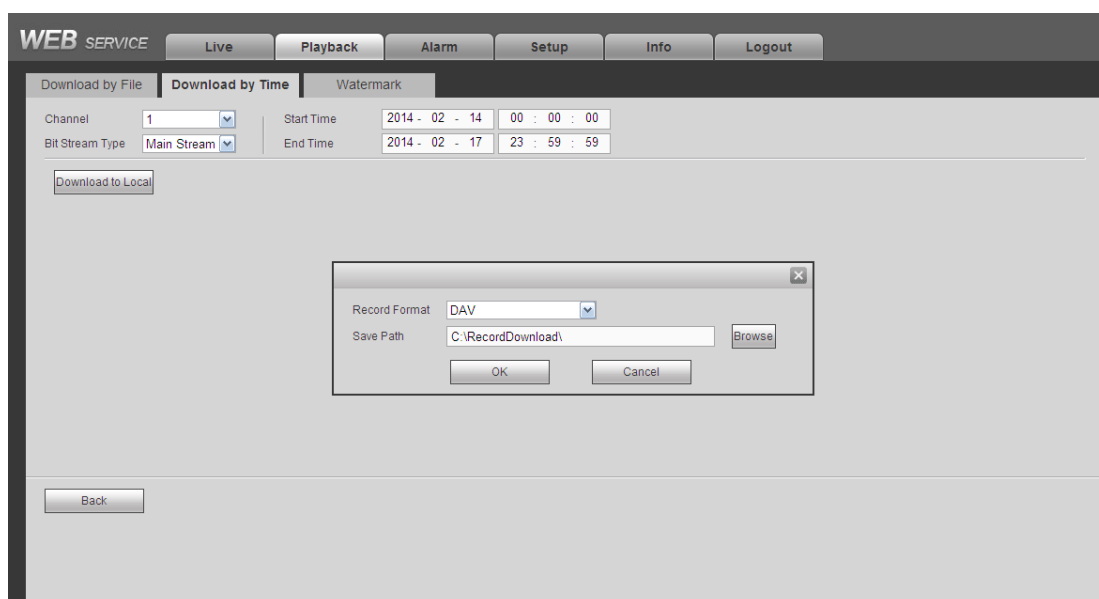 WEB SERVICE Live Playback Alarm Setup Info Logout
Download by File Download by Time Watermark
Channel 1 Start Time 2014 - 02 - 14 00 : 00 : 00
Bit Stream Type Main Stream End Time 2014 - 02 - 17 23 : 59 : 59
Download to Local
Record Format DAV
Save Path C:\RecordDownload\ Browse
OK Cancel
Back